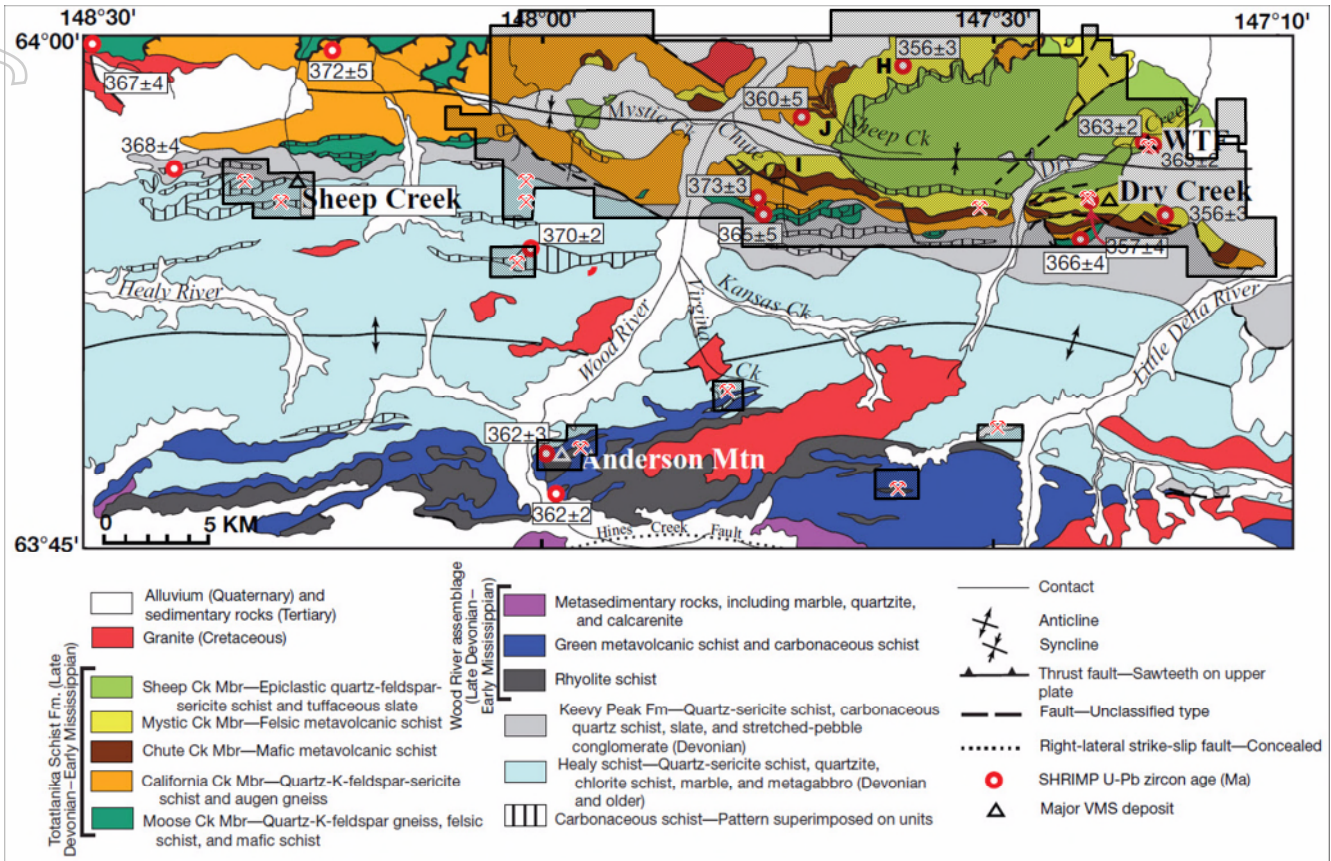 148°30'
148°00'
147°30'
147°10'
64°00'
367±4
372±5
356±3
H
360±5
J
Mystic Ck
Chute
Sheep Ck
363±2
Creek
WTF
368±4
I
Dry
Sheep Creek
373±3
Dry Creek
356±3
365±5
370±2
357±4
366±4
Healy River
Kansas Ck
Virginia
Ck
Wood River
Little Delta River
362±3
Anderson Mtn
362±2
0 5 KM
Hines Creek Fault
63°45'
Alluvium (Quaternary) and
sedimentary rocks (Tertiary)
Granite (Cretaceous)
Totatlanika Schist Fm. (Late
Devonian–Early Mississippian)
Sheep Ck Mbr—Epiclastic quartz-feldspar-
sericite schist and tuffaceous slate
Mystic Ck Mbr—Felsic metavolcanic schist
Chute Ck Mbr—Mafic metavolcanic schist
California Ck Mbr—Quartz-K-feldspar-sericite
schist and augen gneiss
Moose Ck Mbr—Quartz-K-feldspar gneiss, felsic
schist, and mafic schist
Wood River assemblage
(Late Devonian–
Early Mississippian)
Metasedimentary rocks, including marble, quartzite,
and calcarenite
Green metavolcanic schist and carbonaceous schist
Rhyolite schist
Keevy Peak Fm—Quartz-sericite schist, carbonaceous
quartz schist, slate, and stretched-pebble
conglomerate (Devonian)
Healy schist—Quartz-sericite schist, quartzite,
chlorite schist, marble, and metagabbro (Devonian
and older)
Carbonaceous schist—Pattern superimposed on units
Contact
Anticline
Syncline
Thrust fault—Sawteeth on upper
plate
Fault—Unclassified type
Right-lateral strike-slip fault—Concealed
SHRIMP U-Pb zircon age (Ma)
Major VMS deposit